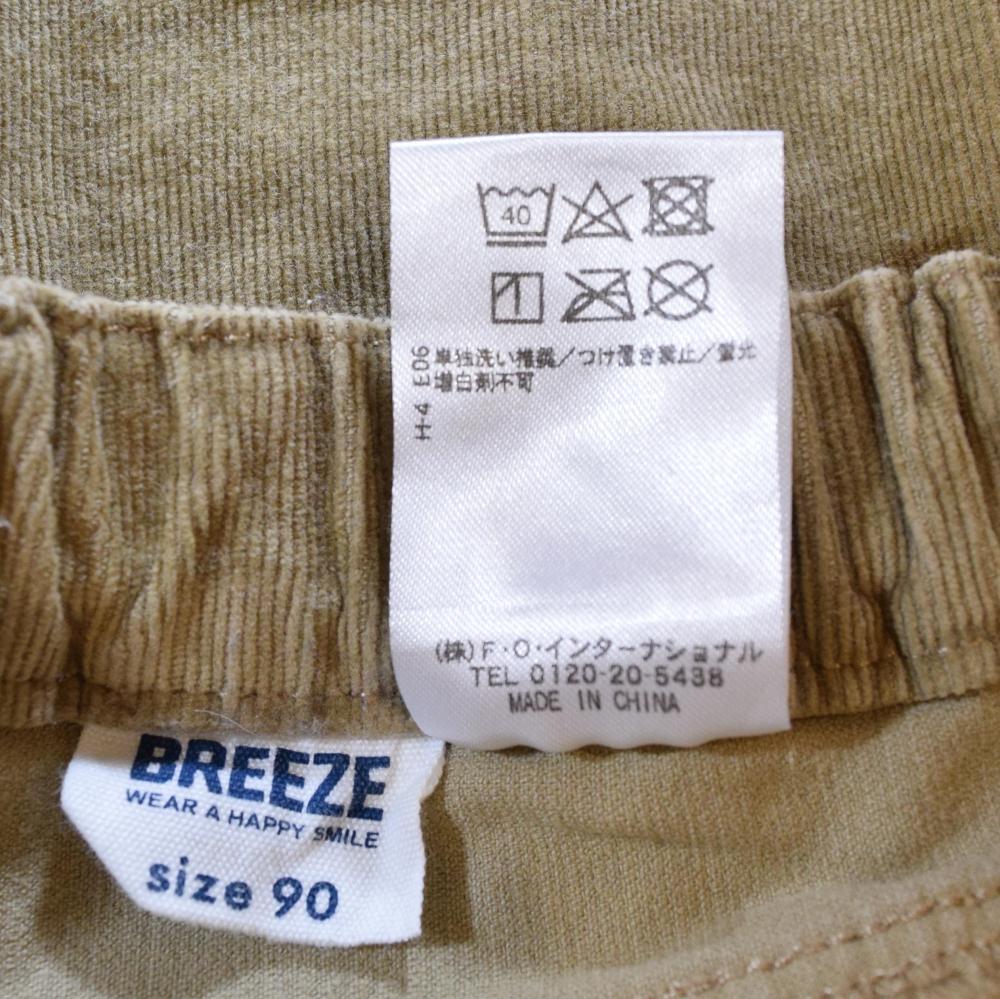 40
単独洗い推奨／つけ置き禁止／蛍光
増白剤不可
H-4 E06
(株)F・O・インターナショナル
TEL 0120-20-5438
MADE IN CHINA
BREEZE
WEAR A HAPPY SMILE
size 90